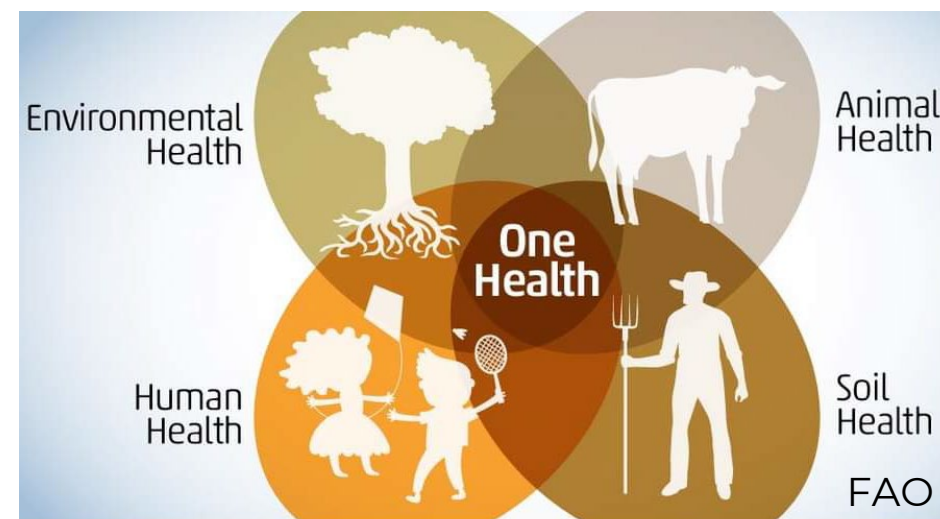 Environmental
Health
Animal
Health
One
Health
Human
Health
Soil
Health
FAO